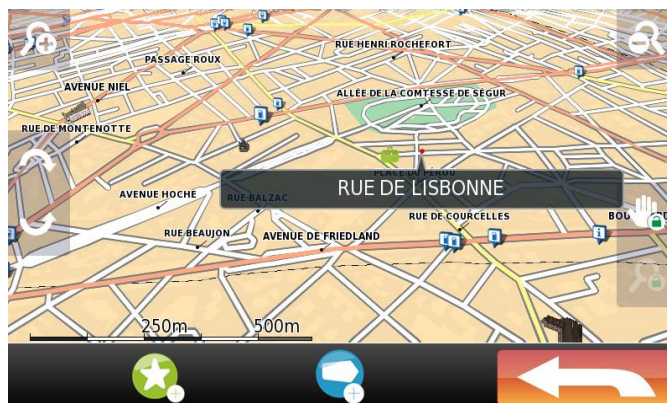 RUE HENRI ROCHEFORT
PASSAGE ROUX
AVENUE NIEL
ALLÉE DE LA COMTESSE DE SÉGUR
RUE DE MONTENOTTE
PLACE DU PÉROU
RUE DE LISBONNE
AVENUE HOCHE
RUE BALZAC
RUE DE COURCELLES
BOU
RUE BEAUJON
AVENUE DE FRIEDLAND
250m
500m